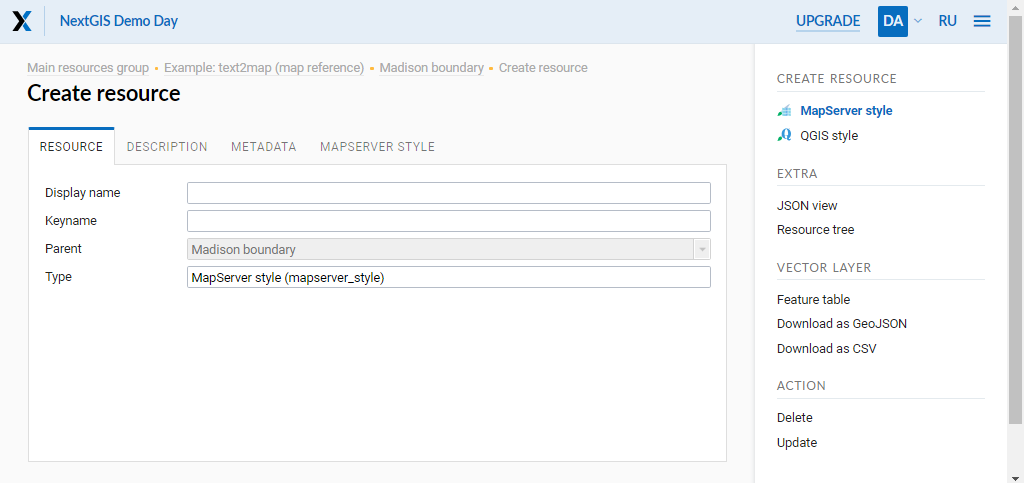 NextGIS Demo Day
UPGRADE
DA
RU
Main resources group • Example: text2map (map reference) • Madison boundary • Create resource
Create resource
RESOURCE
DESCRIPTION
METADATA
MAPSERVER STYLE
Display name
Keyname
Parent
Madison boundary
Type
MapServer style (mapserver_style)
CREATE RESOURCE
MapServer style
QGIS style
EXTRA
JSON view
Resource tree
VECTOR LAYER
Feature table
Download as GeoJSON
Download as CSV
ACTION
Delete
Update